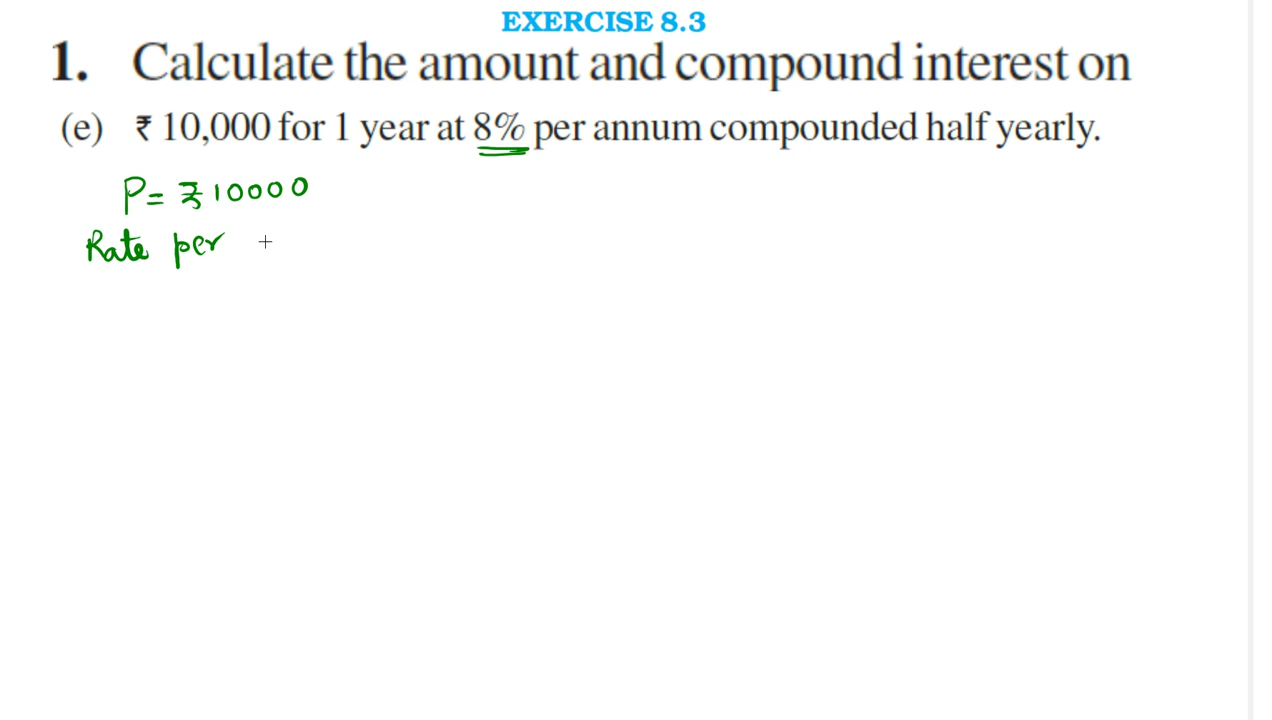 EXERCISE 8.3
1. Calculate the amount and compound interest on
(e) ₹ 10,000 for 1 year at 8% per annum compounded half yearly.
P = ₹10000
Rate per